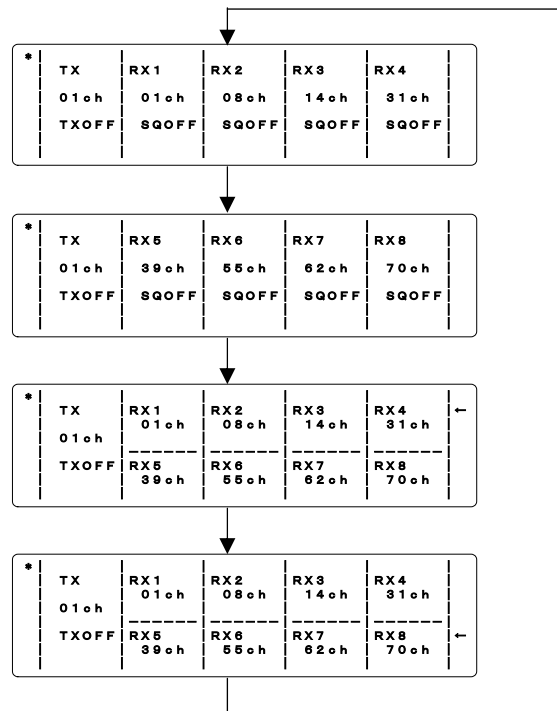 * TX RX1 RX2 RX3 RX4
01ch 01ch 08ch 14ch 31ch
TXOFF SQOFF SQOFF SQOFF SQOFF
* TX RX5 RX6 RX7 RX8
01ch 39ch 55ch 62ch 70ch
TXOFF SQOFF SQOFF SQOFF SQOFF
* TX RX1 RX2 RX3 RX4 ←
01ch 08ch 14ch 31ch
01ch
TXOFF RX5 RX6 RX7 RX8
39ch 55ch 62ch 70ch
* TX RX1 RX2 RX3 RX4
01ch 08ch 14ch 31ch
01ch
TXOFF RX5 RX6 RX7 RX8 ←
39ch 55ch 62ch 70ch